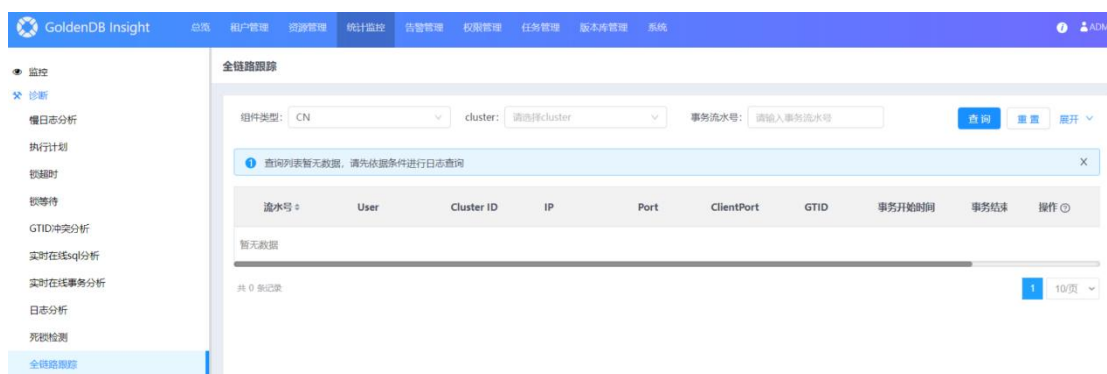 GoldenDB Insight 总览 租户管理 资源管理 统计监控 告警管理 权限管理 任务管理 版本库管理 系统 ADM
监控
诊断
慢日志分析
执行计划
锁超时
锁等待
GTID冲突分析
实时在线sql分析
实时在线事务分析
日志分析
死锁检测
全链路跟踪
全链路跟踪
组件类型: CN cluster: 请选择cluster 事务流水号: 请输入事务流水号 查询 重置 展开
查询列表暂无数据，请先依据条件进行日志查询 X
流水号 User Cluster ID IP Port ClientPort GTID 事务开始时间 事务结束 操作
暂无数据
共 0 条记录 1 10/页